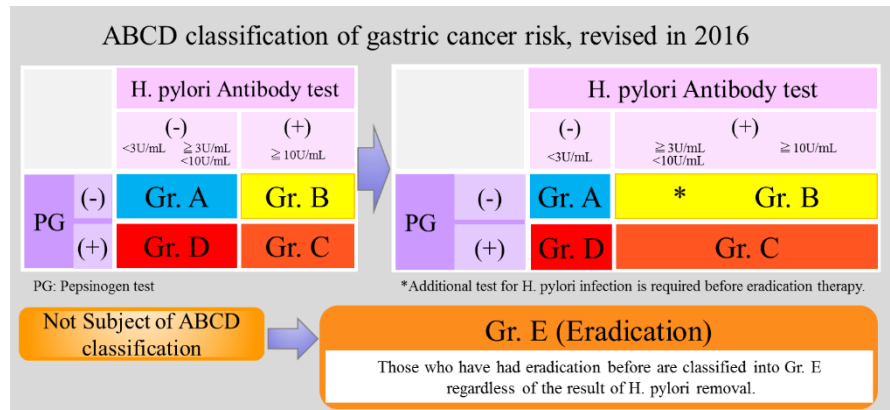 ABCD classification of gastric cancer risk, revised in 2016
H. pylori Antibody test
(-)
<3U/mL
≧3U/mL
<10U/mL
(+)
≧10U/mL
PG
(-)
Gr. A
Gr. B
(+)
Gr. D
Gr. C
PG: Pepsinogen test
H. pylori Antibody test
(-)
<3U/mL
(+)
≧3U/mL
<10U/mL
≧10U/mL
PG
(-)
Gr. A
* Gr. B
(+)
Gr. D
Gr. C
*Additional test for H. pylori infection is required before eradication therapy.
Not Subject of ABCD
classification
Gr. E (Eradication)
Those who have had eradication before are classified into Gr. E
regardless of the result of H. pylori removal.